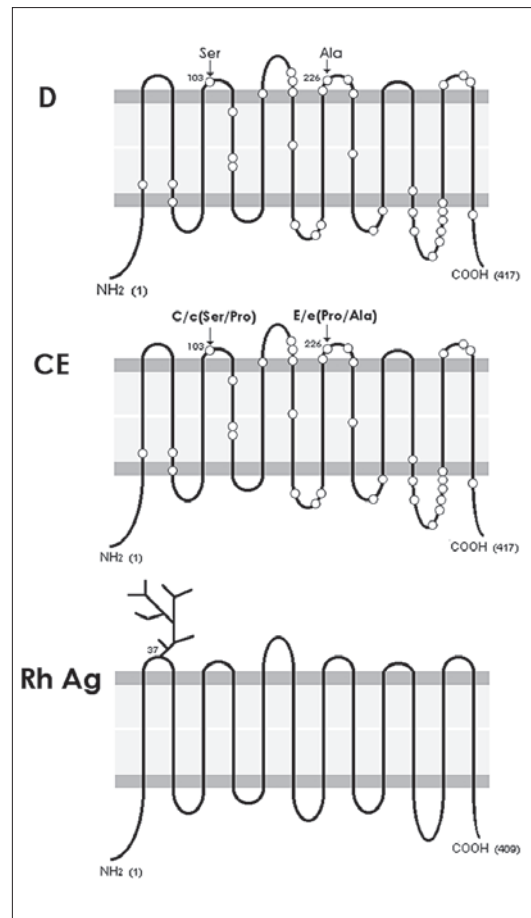 Ser Ala
103 226
D
NH2 (1) COOH (417)
C/c(Ser/Pro) E/e(Pro/Ala)
103 226
CE
NH2 (1) COOH (417)
37
Rh Ag
NH2 (1) COOH (409)